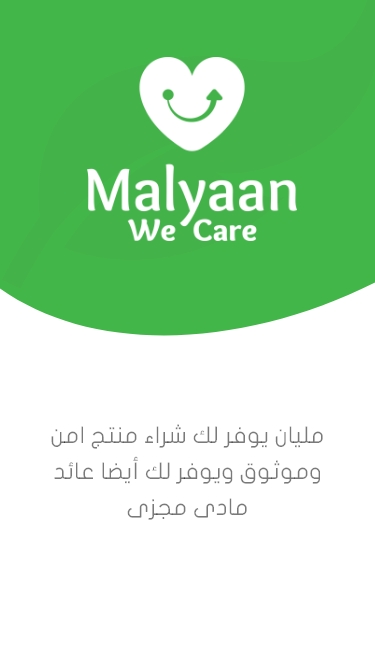 Malyaan
We Care
مليان يوفر لك شراء منتج امن
وموثوق ويوفر لك أيضا عائد
مادى مجزى